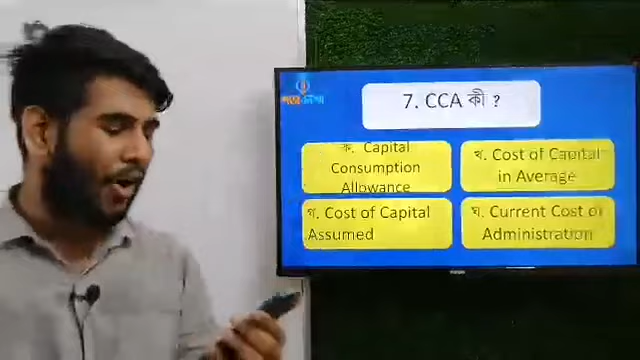 7. CCA কী ?
ক. Capital
Consumption
Allowance
খ. Cost of Capital
in Average
গ. Cost of Capital
Assumed
ঘ. Current Cost of
Administration